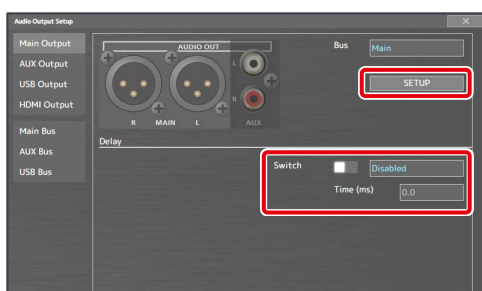 Audio Output Setup
Main Output
AUX Output
USB Output
HDMI Output
Main Bus
AUX Bus
USB Bus
AUDIO OUT
L
R
R MAIN L
AUX
Bus Main
SETUP
Delay
Switch Disabled
Time (ms) 0.0